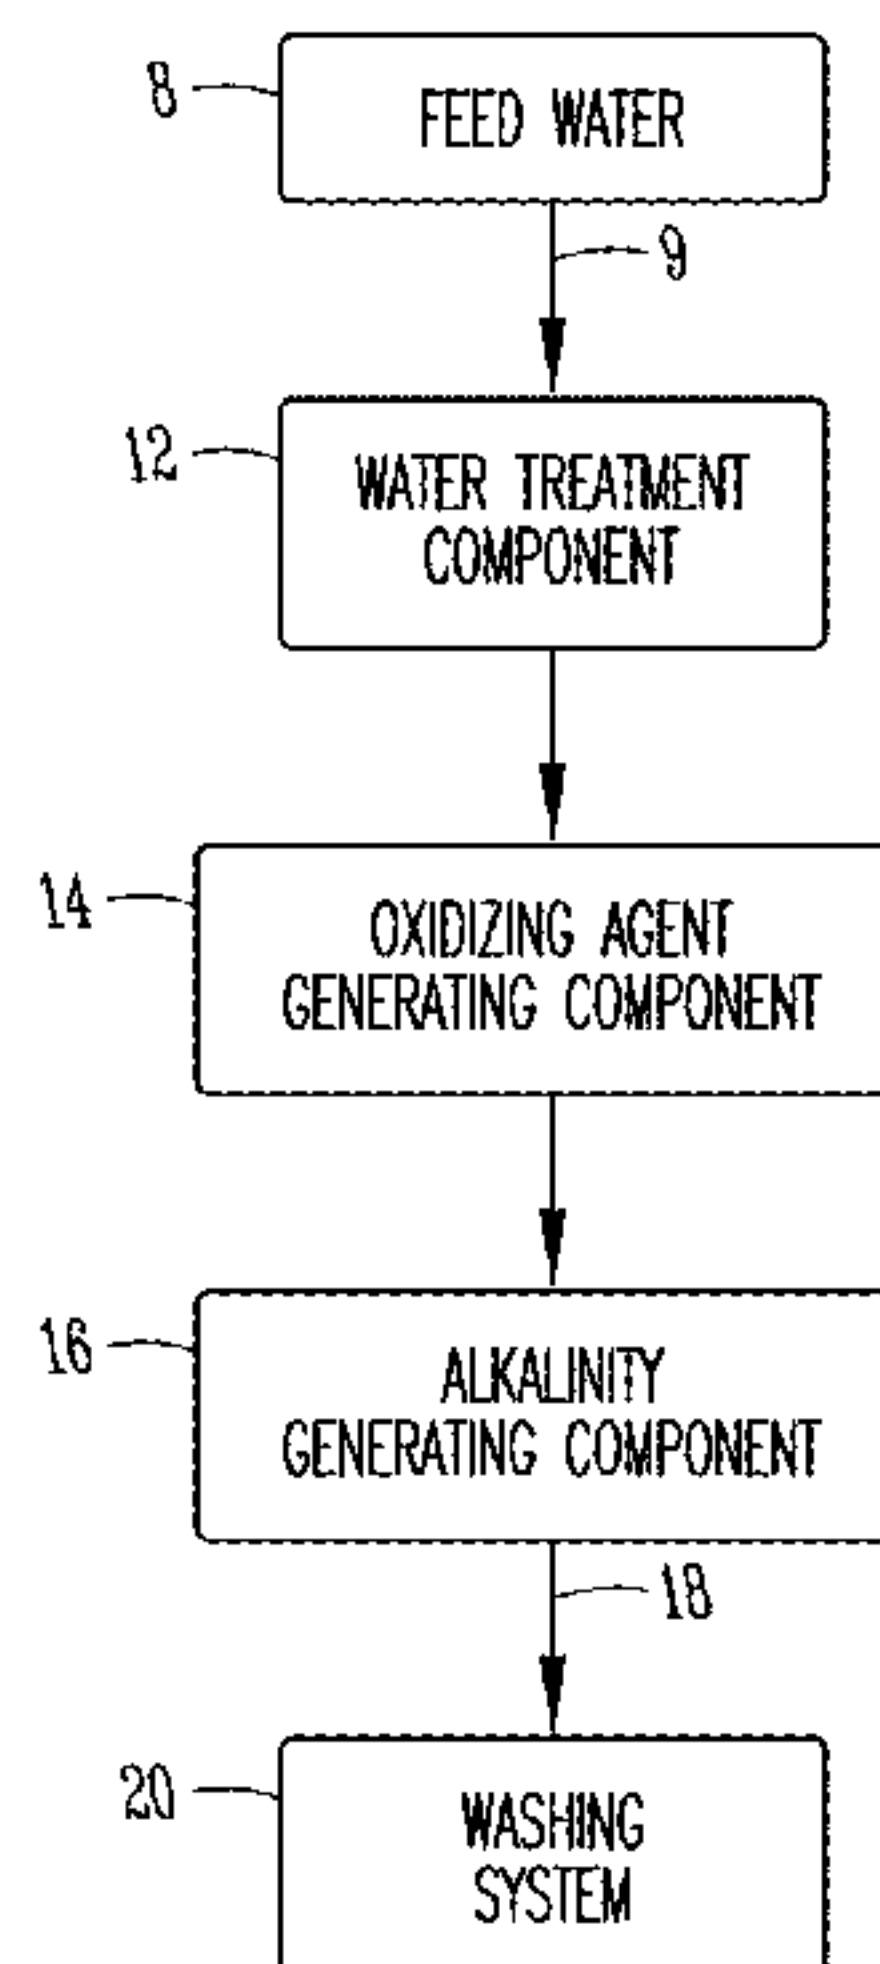 8
FEED WATER
9
12
WATER TREATMENT
COMPONENT
14
OXIDIZING AGENT
GENERATING COMPONENT
16
ALKALINITY
GENERATING COMPONENT
18
20
WASHING
SYSTEM